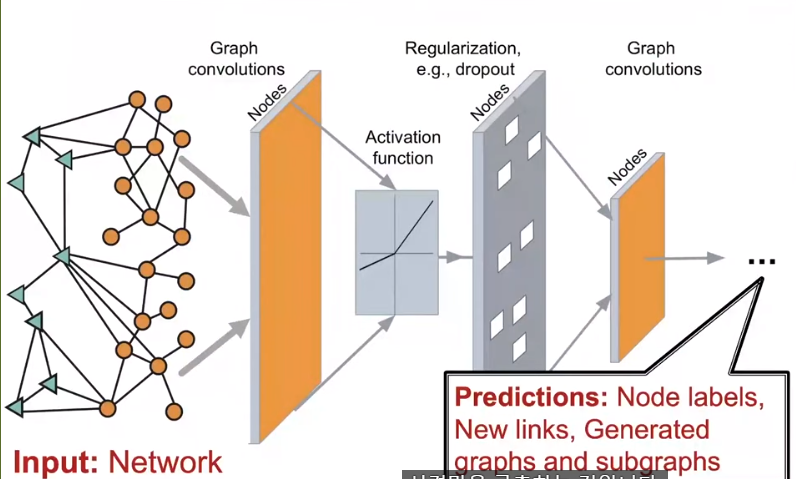 Graph
convolutions
Regularization,
e.g., dropout
Graph
convolutions
Nodes
Nodes
Nodes
Activation
function
...
Predictions: Node labels,
New links, Generated
graphs and subgraphs
Input: Network